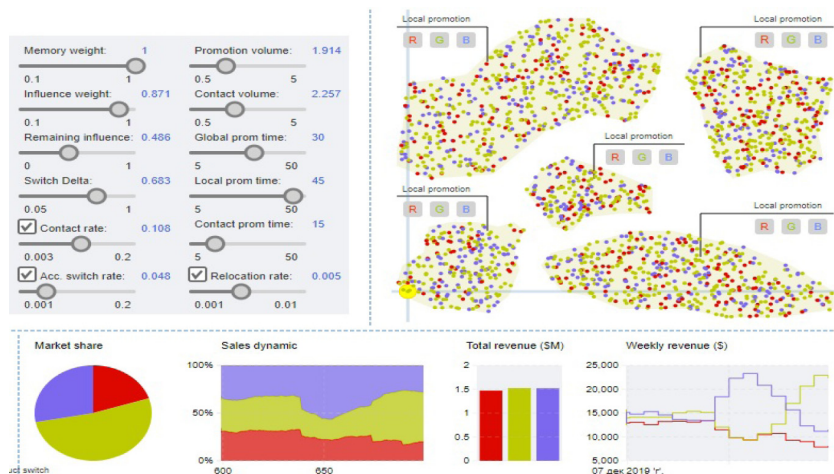 Memory weight: 1 Promotion volume: 1.914
0.1 1 0.5 5
Influence weight: 0.871 Contact volume: 2.257
0.1 1 0.5 5
Remaining influence: 0.486 Global prom time: 30
0 1 5 50
Switch Delta: 0.683 Local prom time: 45
0.05 1 5 50
Contact rate: 0.108 Contact prom time: 15
0.003 0.2 5 50
Acc. switch rate: 0.048 Relocation rate: 0.005
0.001 0.2 0.001 0.01
Local promotion
R G B
Local promotion
R G B
Local promotion
R G B
Local promotion
R G B
Local promotion
R G B
Market share
uct switch
Sales dynamic
100%
50%
0%
600 650
Total revenue ($M)
2
1.5
1
0.5
0
Weekly revenue ($)
25,000
20,000
15,000
10,000
5,000
07 дек 2019 'г'.